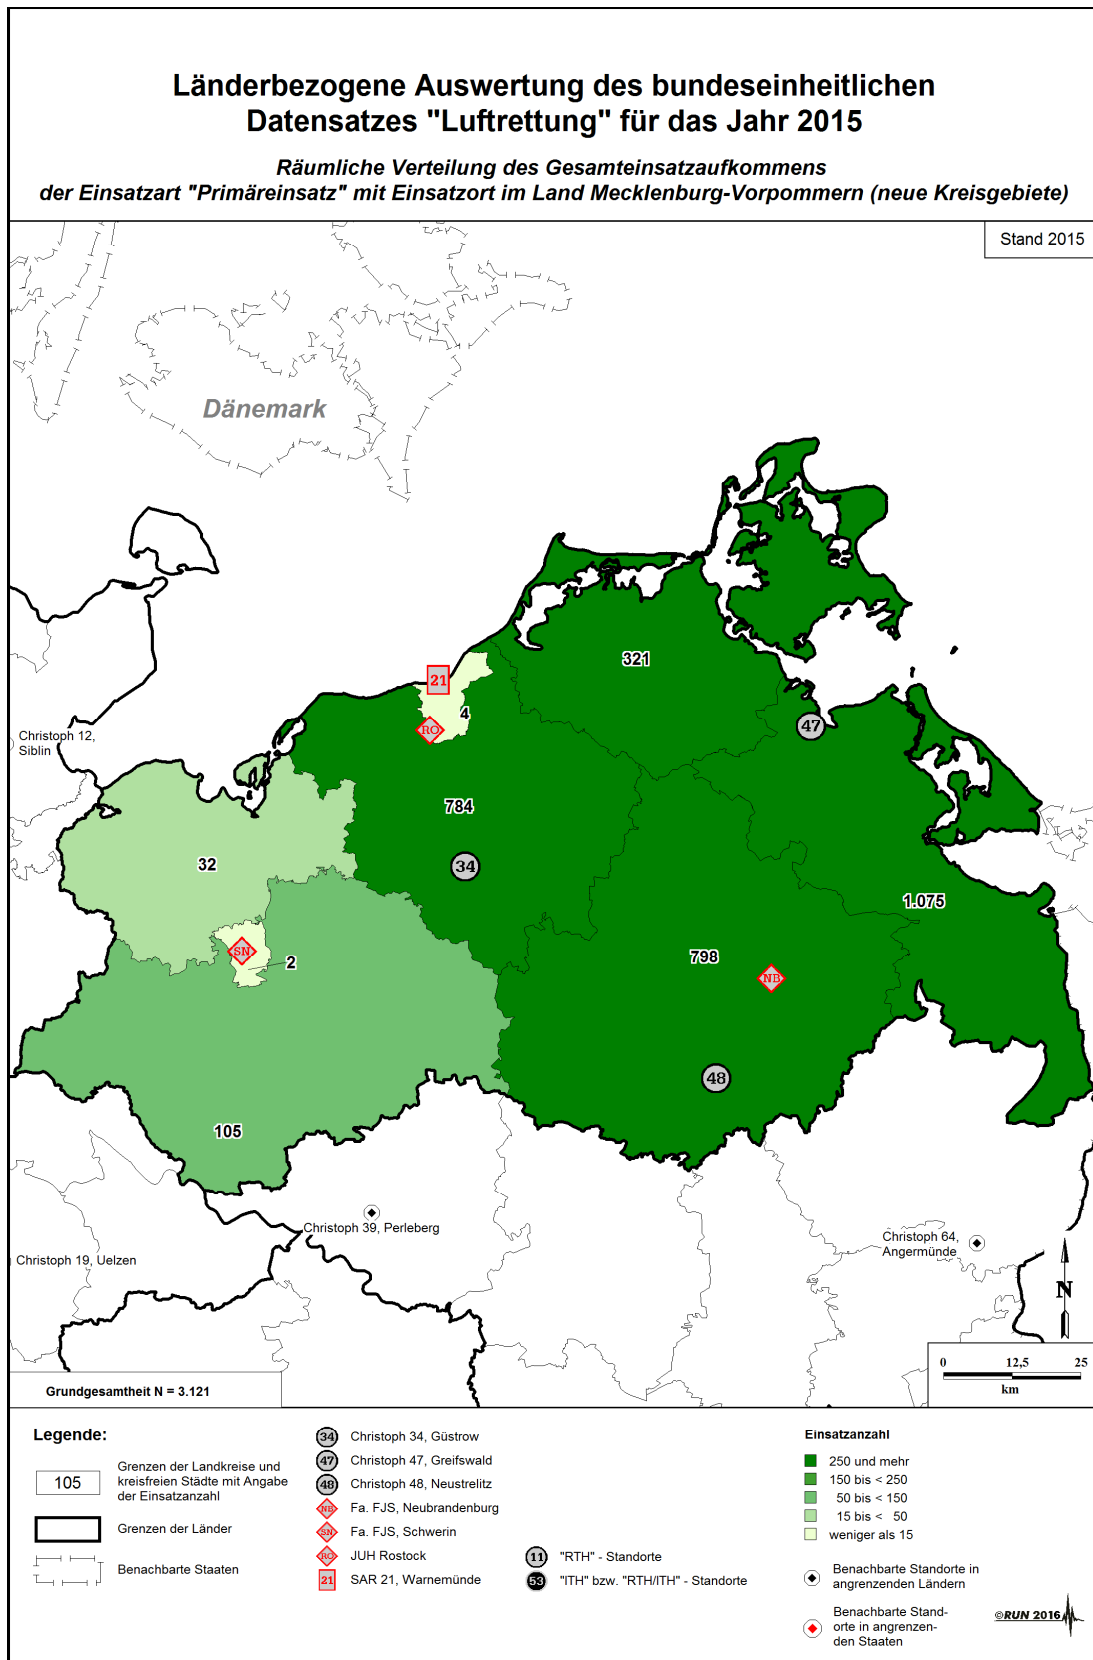 Länderbezogene Auswertung des bundeseinheitlichen
Datensatzes "Luftrettung" für das Jahr 2015
Räumliche Verteilung des Gesamteinsatzaufkommens
der Einsatzart "Primäreinsatz" mit Einsatzort im Land Mecklenburg-Vorpommern (neue Kreisgebiete)
Stand 2015
Dänemark
321
21
4
RO
47
Christoph 12,
Siblin
784
32
34
1.075
SN
2
798
NB
48
105
Christoph 39, Perleberg
Christoph 64,
Angermünde
Christoph 19, Uelzen
N
0 12,5 25
km
Grundgesamtheit N = 3.121
Legende:
105
Grenzen der Landkreise und
kreisfreien Städte mit Angabe
der Einsatzanzahl
Grenzen der Länder
Benachbarte Staaten
34 Christoph 34, Güstrow
47 Christoph 47, Greifswald
48 Christoph 48, Neustrelitz
NB Fa. FJS, Neubrandenburg
SN Fa. FJS, Schwerin
RO JUH Rostock
21 SAR 21, Warnemünde
11 "RTH" - Standorte
53 "ITH" bzw. "RTH/ITH" - Standorte
Einsatzanzahl
250 und mehr
150 bis < 250
50 bis < 150
15 bis < 50
weniger als 15
Benachbarte Standorte in
angrenzenden Ländern
Benachbarte Stand-
orte in angrenzen-
den Staaten
©RUN 2016